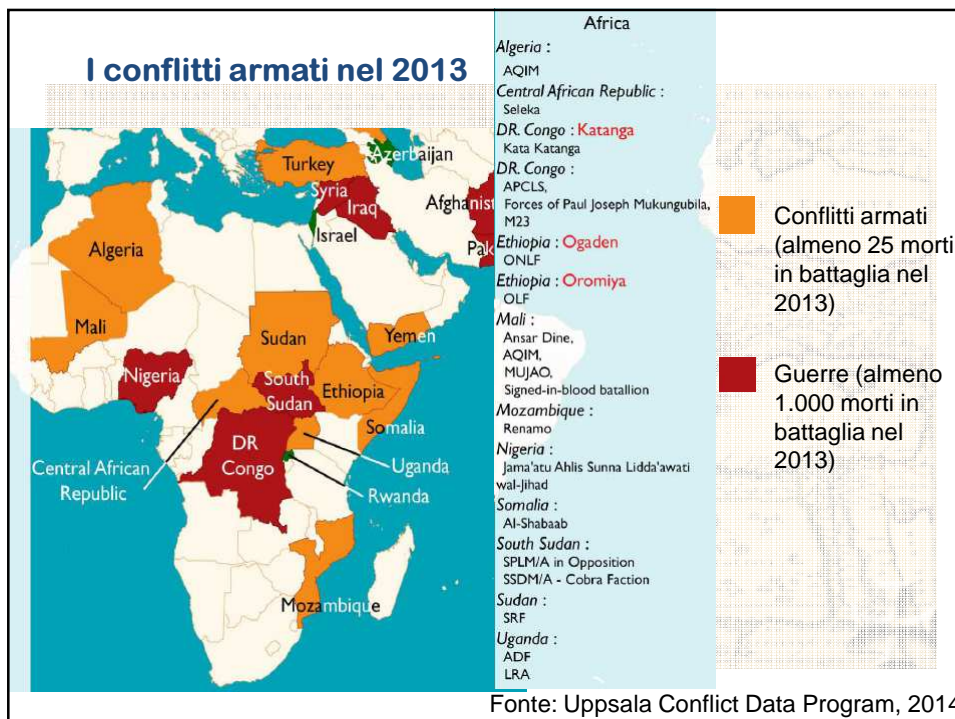 I conflitti armati nel 2013
Turkey
Azerbaijan
Syria
Iraq
Afghanist
Israel
Pak
Algeria
Mali
Sudan
Yemen
Nigeria
South
Sudan
Ethiopia
Somalia
DR
Congo
Central African
Republic
Uganda
Rwanda
Mozambique
Africa
Algeria :
AQIM
Central African Republic :
Seleka
DR. Congo : Katanga
Kata Katanga
DR. Congo :
APCLS,
Forces of Paul Joseph Mukungubila,
M23
Ethiopia : Ogaden
ONLF
Ethiopia : Oromiya
OLF
Mali :
Ansar Dine,
AQIM,
MUJAO,
Signed-in-blood batallion
Mozambique :
Renamo
Nigeria :
Jama'atu Ahlis Sunna Lidda'awati
wal-Jihad
Somalia :
Al-Shabaab
South Sudan :
SPLM/A in Opposition
SSDM/A - Cobra Faction
Sudan :
SRF
Uganda :
ADF
LRA
Conflitti armati
(almeno 25 morti
in battaglia nel
2013)
Guerre (almeno
1.000 morti in
battaglia nel
2013)
Fonte: Uppsala Conflict Data Program, 2014